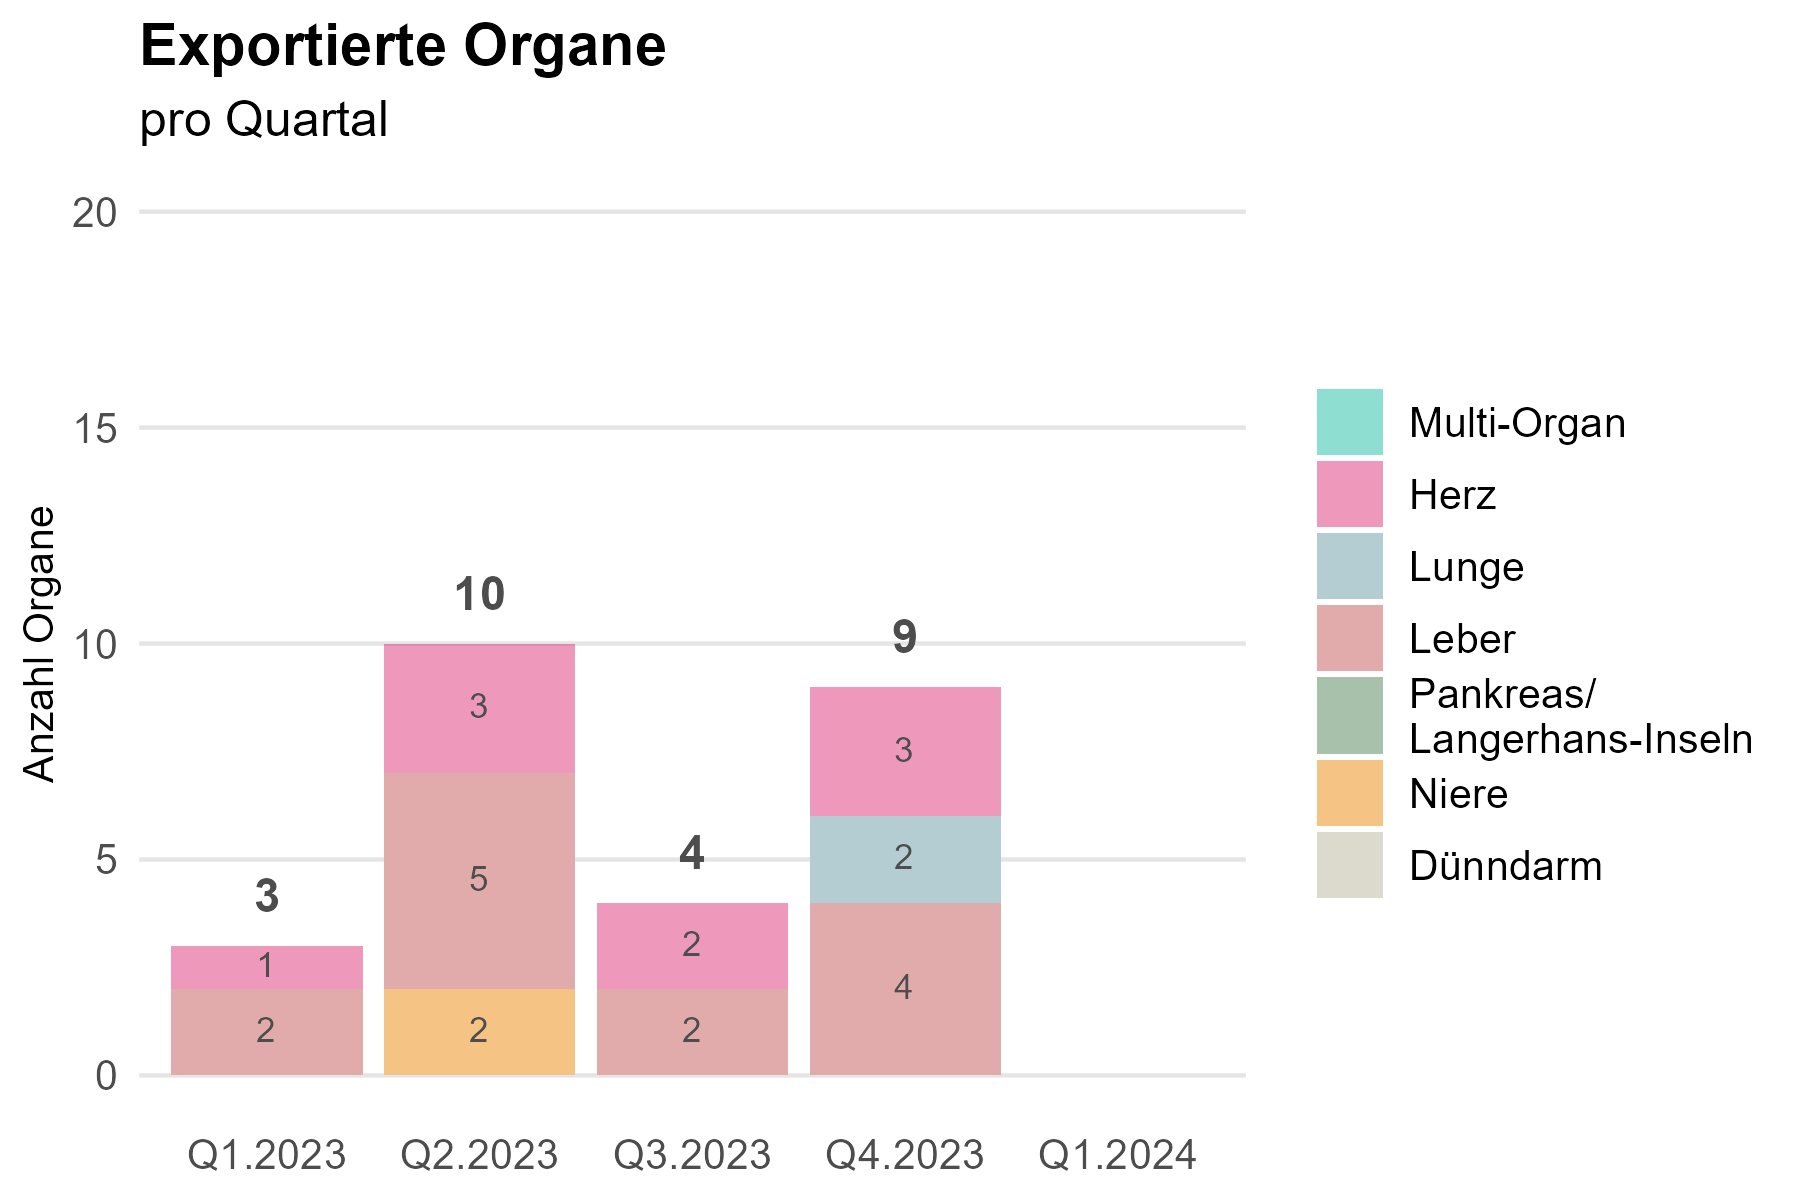 Exportierte Organe
pro Quartal
Anzahl Organe
20
15
10
5
0
3
1
2
10
3
5
2
4
2
2
9
3
2
4
Q1.2023
Q2.2023
Q3.2023
Q4.2023
Q1.2024
Multi-Organ
Herz
Lunge
Leber
Pankreas/
Langerhans-Inseln
Niere
Dünndarm